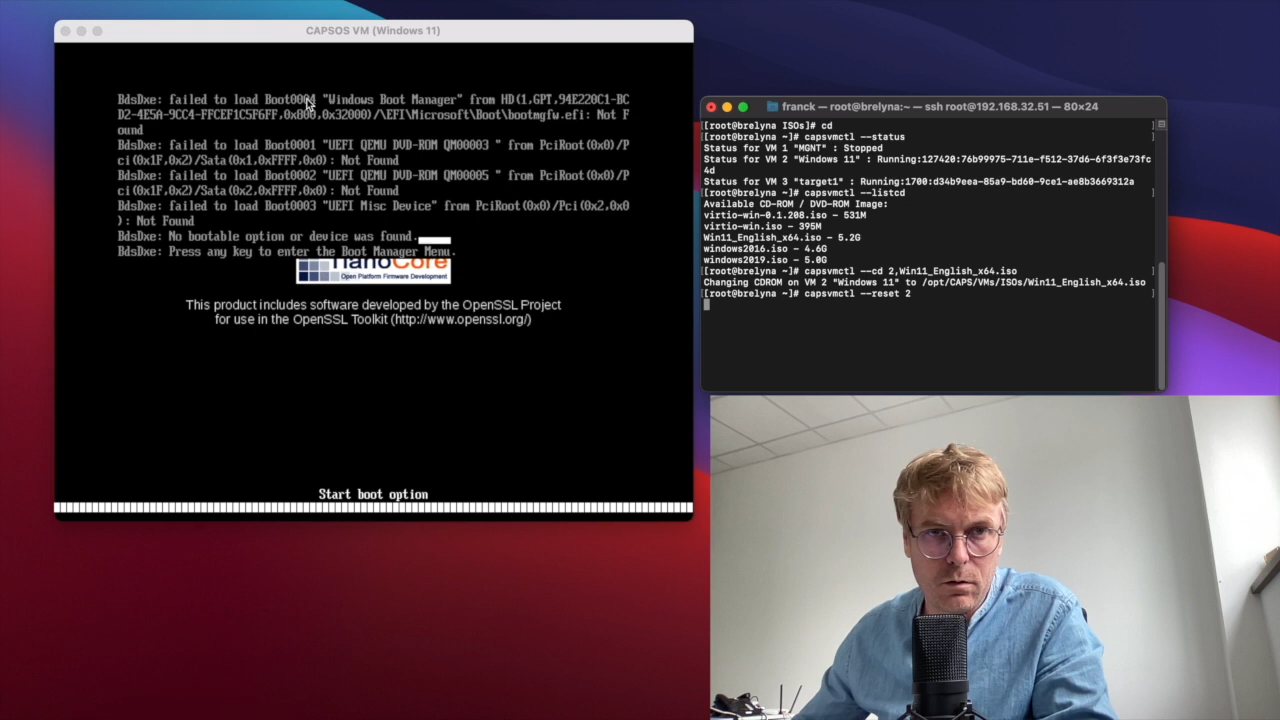 CAPSOS VM (Windows 11)
BdsDxe: failed to load Boot0004 "Windows Boot Manager" from HD(1,GPT,94E220C1-BC
D2-4E5A-9CC4-FFCEF1C5F6FF,0x800,0x32000)/\EFI\Microsoft\Boot\bootmgfw.efi: Not F
ound
BdsDxe: failed to load Boot0001 "UEFI QEMU DVD-ROM QM00003 " from PciRoot(0x0)/P
ci(0x1F,0x2)/Sata(0x1,0xFFFF,0x0): Not Found
BdsDxe: failed to load Boot0002 "UEFI QEMU DVD-ROM QM00005 " from PciRoot(0x0)/P
ci(0x1F,0x2)/Sata(0x2,0xFFFF,0x0): Not Found
BdsDxe: failed to load Boot0003 "UEFI Misc Device" from PciRoot(0x0)/Pci(0x2,0x0
): Not Found
BdsDxe: No bootable option or device was found.
BdsDxe: Press any key to enter the Boot Manager Menu.
TianoCore
Open Platform Firmware Development
This product includes software developed by the OpenSSL Project
for use in the OpenSSL Toolkit (http://www.openssl.org/)
Start boot option
franck — root@brelyna:~ — ssh root@192.168.32.51 — 80×24
[[root@brelyna ISOs]# cd ]
[[root@brelyna ~]# capsvmctl --status ]
Status for VM 1 "MGNT" : Stopped
Status for VM 2 "Windows 11" : Running:127420:76b99975-711e-f512-37d6-6f3f3e73fc
4d
Status for VM 3 "target1" : Running:1700:d34b9eea-85a9-bd60-9ce1-ae8b3669312a
[[root@brelyna ~]# capsvmctl --listcd ]
Available CD-ROM / DVD-ROM Image:
virtio-win-0.1.208.iso - 531M
virtio-win.iso - 395M
Win11_English_x64.iso - 5.2G
windows2016.iso - 4.6G
windows2019.iso - 5.0G
[[root@brelyna ~]# capsvmctl --cd 2,Win11_English_x64.iso ]
Changing CDROM on VM 2 "Windows 11" to /opt/CAPS/VMs/ISOs/Win11_English_x64.iso
[[root@brelyna ~]# capsvmctl --reset 2 ]